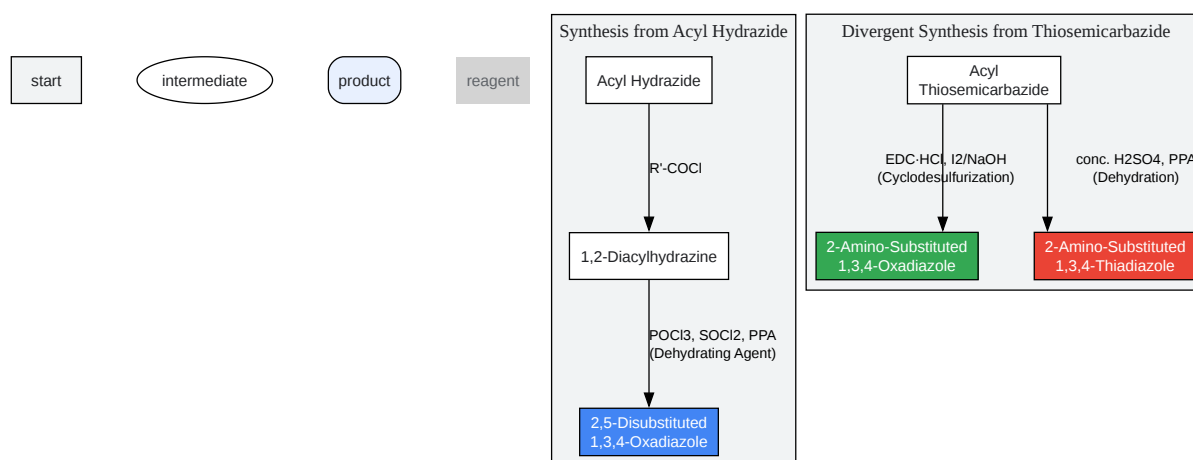 start
intermediate
product
reagent
Synthesis from Acyl Hydrazide
Acyl Hydrazide
R'-COCl
1,2-Diacylhydrazine
POCl3, SOCl2, PPA
(Dehydrating Agent)
2,5-Disubstituted
1,3,4-Oxadiazole
Divergent Synthesis from Thiosemicarbazide
Acyl
Thiosemicarbazide
EDC·HCl, I2/NaOH
(Cyclodesulfurization)
conc. H2SO4, PPA
(Dehydration)
2-Amino-Substituted
1,3,4-Oxadiazole
2-Amino-Substituted
1,3,4-Thiadiazole